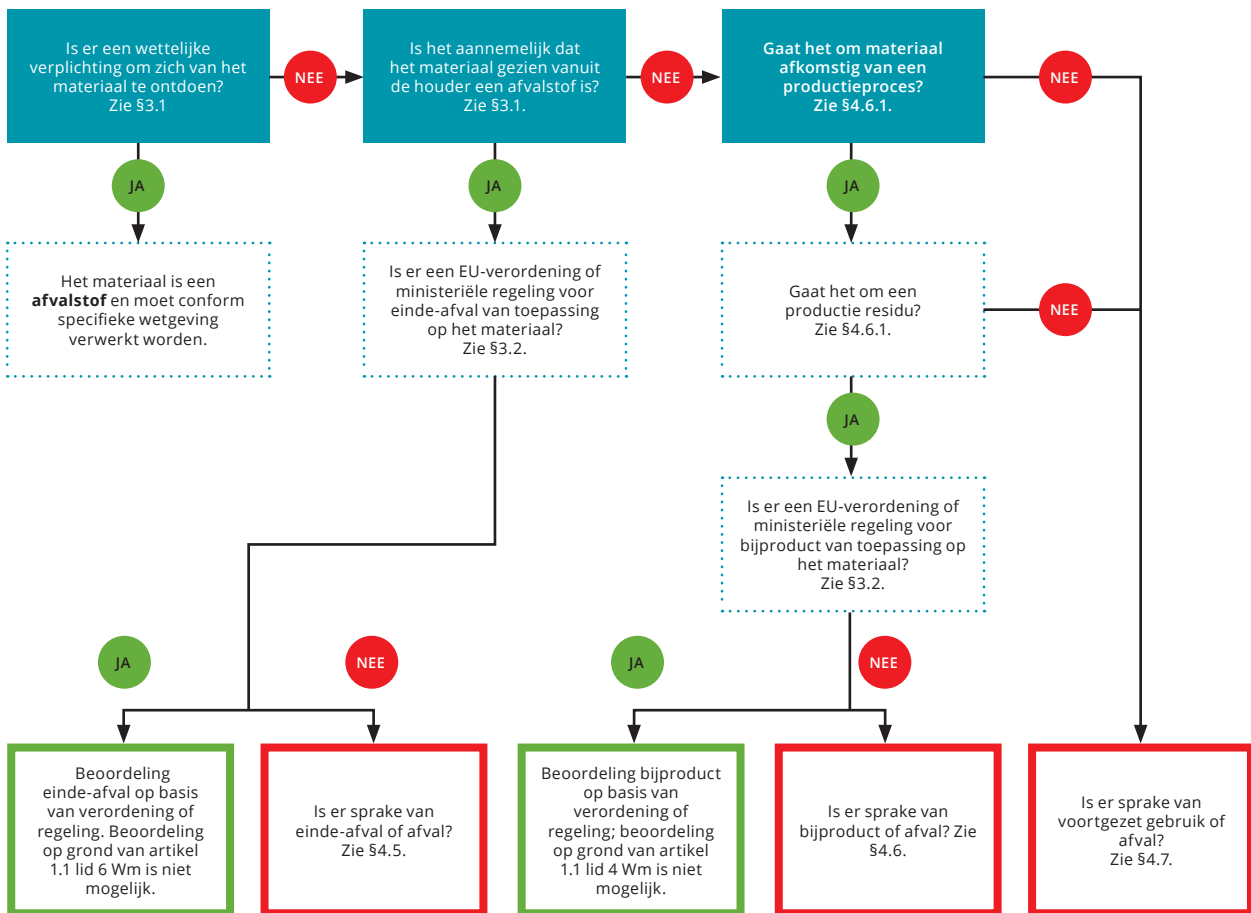 Is er een wettelijke
verplichting om zich van het
materiaal te ontdoen?
Zie §3.1
NEE
Is het aannemelijk dat
het materiaal gezien vanuit
de houder een afvalstof is?
Zie §3.1.
NEE
Gaat het om materiaal
afkomstig van een
productieproces?
Zie §4.6.1.
NEE
JA
JA
JA
Het materiaal is een
afvalstof en moet conform
specifieke wetgeving
verwerkt worden.
Is er een EU-verordening of
ministeriële regeling voor
einde-afval van toepassing
op het materiaal?
Zie §3.2.
Gaat het om een
productie residu?
Zie §4.6.1.
NEE
JA
Is er een EU-verordening of
ministeriële regeling voor
bijproduct van toepassing op
het materiaal?
Zie §3.2.
JA
NEE
JA
NEE
Beoordeling
einde-afval op basis
van verordening of
regeling. Beoordeling
op grond van artikel
1.1 lid 6 Wm is niet
mogelijk.
Is er sprake van
einde-afval of afval?
Zie §4.5.
Beoordeling bijproduct
op basis van
verordening of
regeling; beoordeling
op grond van artikel
1.1 lid 4 Wm is niet
mogelijk.
Is er sprake van
bijproduct of afval? Zie
§4.6.
Is er sprake van
voortgezet gebruik of
afval?
Zie §4.7.